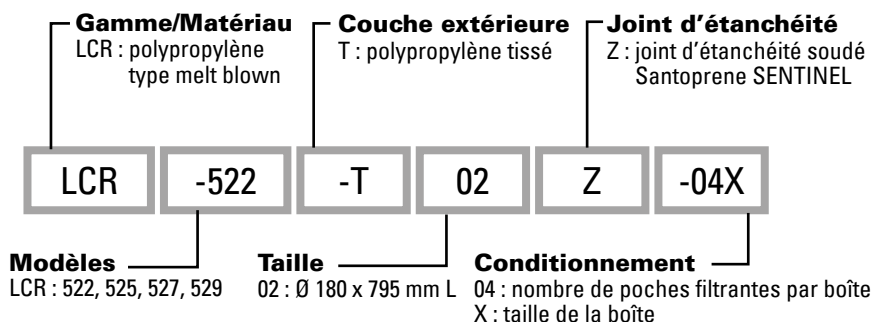 Gamme/Matériau
LCR : polypropylène
type melt blown
Couche extérieure
T : polypropylène tissé
Joint d'étanchéité
Z : joint d'étanchéité soudé
Santoprene SENTINEL
LCR -522 -T 02 Z -04X
Modèles
LCR : 522, 525, 527, 529
Taille
02 : Ø 180 x 795 mm L
Conditionnement
04 : nombre de poches filtrantes par boîte
X : taille de la boîte